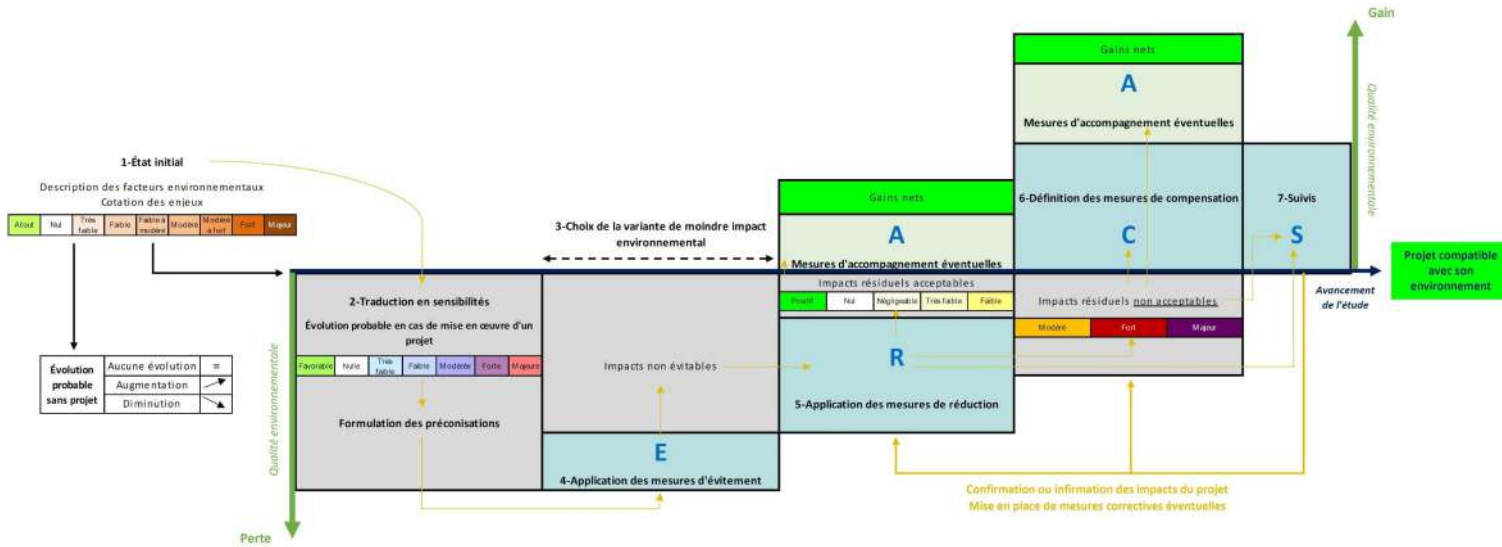 Gain
Gains nets
A
Mesures d'accompagnement éventuelles
Qualité environnementale
1-État initial
Description des facteurs environnementaux
Cotation des enjeux
Atout
Nul
Très faible
Faible
Faible à modéré
Modéré
Modéré à fort
Fort
Majeur
3-Choix de la variante de moindre impact
environnemental
Gains nets
A
Mesures d'accompagnement éventuelles
6-Définition des mesures de compensation
C
7-Suivis
S
Projet compatible
avec son
environnement
Avancement
de l'étude
2-Traduction en sensibilités
Évolution probable en cas de mise en œuvre d'un
projet
Favorable
Nulle
Très faible
Faible
Modérée
Forte
Majeure
Formulation des préconisations
Impacts résiduels acceptables
Positif
Nul
Négligeable
Très faible
Faible
Impacts résiduels non acceptables
Modéré
Fort
Majeur
Évolution
probable
sans projet
Aucune évolution =
Augmentation
Diminution
Qualité environnementale
Impacts non évitables
R
5-Application des mesures de réduction
E
4-Application des mesures d'évitement
Confirmation ou infirmation des impacts du projet
Mise en place de mesures correctives éventuelles
Perte